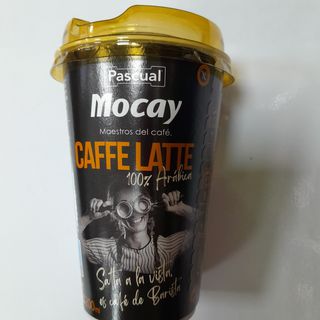 Pascual
Mocay
Maestros del café.
CAFFE LATTE
100% Arábica
Salta a la vista,
es café de Barista